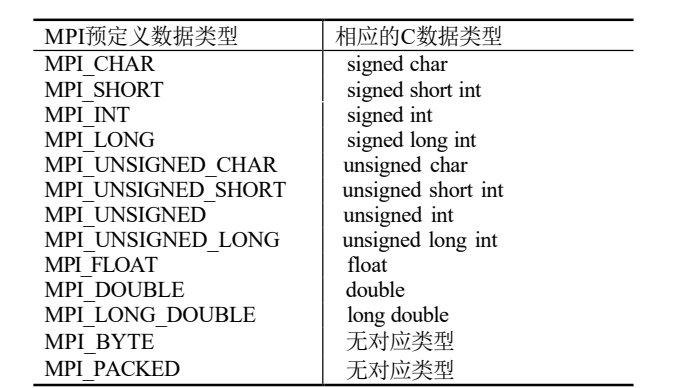 MPI预定义数据类型 相应的C数据类型
MPI_CHAR signed char
MPI_SHORT signed short int
MPI_INT signed int
MPI_LONG signed long int
MPI_UNSIGNED_CHAR unsigned char
MPI_UNSIGNED_SHORT unsigned short int
MPI_UNSIGNED unsigned int
MPI_UNSIGNED_LONG unsigned long int
MPI_FLOAT float
MPI_DOUBLE double
MPI_LONG_DOUBLE long double
MPI_BYTE 无对应类型
MPI_PACKED 无对应类型